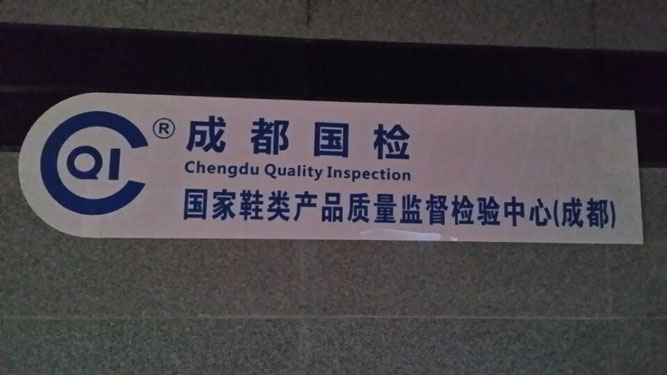 CQI ® 成都国检
Chengdu Quality Inspection
国家鞋类产品质量监督检验中心(成都)